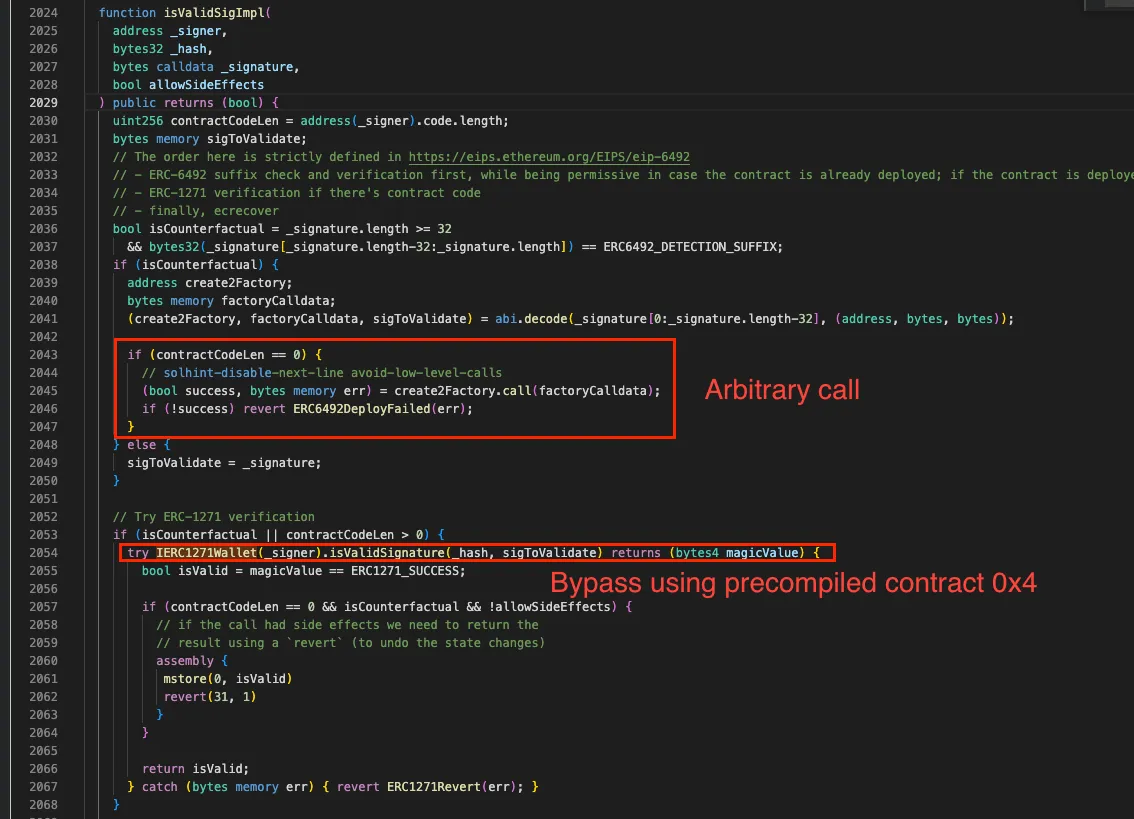 2024 function isValidSigImpl(
2025 address _signer,
2026 bytes32 _hash,
2027 bytes calldata _signature,
2028 bool allowSideEffects
2029 ) public returns (bool) {
2030 uint256 contractCodeLen = address(_signer).code.length;
2031 bytes memory sigToValidate;
2032 // The order here is strictly defined in https://eips.ethereum.org/EIPS/eip-6492
2033 // - ERC-6492 suffix check and verification first, while being permissive in case the contract is already deployed; if the contract is deploye
2034 // - ERC-1271 verification if there's contract code
2035 // - finally, ecrecover
2036 bool isCounterfactual = _signature.length >= 32
2037 && bytes32(_signature[_signature.length-32:_signature.length]) == ERC6492_DETECTION_SUFFIX;
2038 if (isCounterfactual) {
2039 address create2Factory;
2040 bytes memory factoryCalldata;
2041 (create2Factory, factoryCalldata, sigToValidate) = abi.decode(_signature[0:_signature.length-32], (address, bytes, bytes));
2042
2043 if (contractCodeLen == 0) {
2044 // solhint-disable-next-line avoid-low-level-calls
2045 (bool success, bytes memory err) = create2Factory.call(factoryCalldata);
Arbitrary call
2046 if (!success) revert ERC6492DeployFailed(err);
2047 }
2048 } else {
2049 sigToValidate = _signature;
2050 }
2051
2052 // Try ERC-1271 verification
2053 if (isCounterfactual || contractCodeLen > 0) {
2054 try IERC1271Wallet(_signer).isValidSignature(_hash, sigToValidate) returns (bytes4 magicValue) {
2055 bool isValid = magicValue == ERC1271_SUCCESS;
Bypass using precompiled contract 0x4
2056
2057 if (contractCodeLen == 0 && isCounterfactual && !allowSideEffects) {
2058 // if the call had side effects we need to return the
2059 // result using a `revert` (to undo the state changes)
2060 assembly {
2061 mstore(0, isValid)
2062 revert(31, 1)
2063 }
2064 }
2065
2066 return isValid;
2067 } catch (bytes memory err) { revert ERC1271Revert(err); }
2068 }